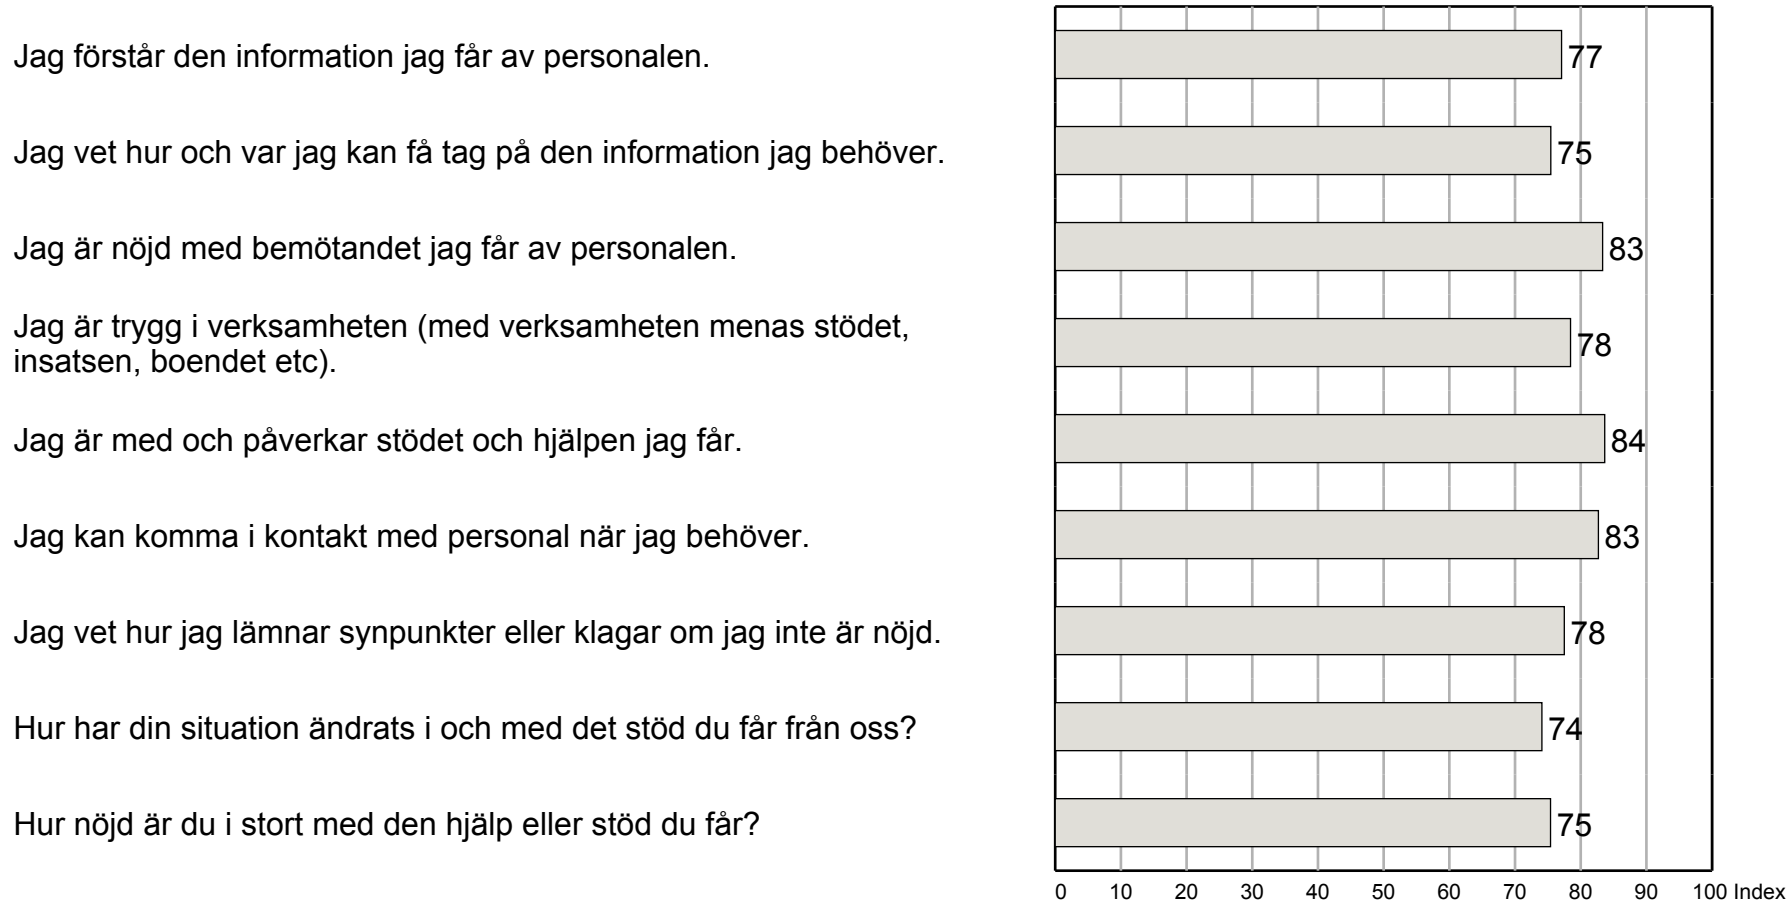 Jag förstår den information jag får av personalen.
77
Jag vet hur och var jag kan få tag på den information jag behöver.
75
Jag är nöjd med bemötandet jag får av personalen.
83
Jag är trygg i verksamheten (med verksamheten menas stödet,
insatsen, boendet etc).
78
Jag är med och påverkar stödet och hjälpen jag får.
84
Jag kan komma i kontakt med personal när jag behöver.
83
Jag vet hur jag lämnar synpunkter eller klagar om jag inte är nöjd.
78
Hur har din situation ändrats i och med det stöd du får från oss?
74
Hur nöjd är du i stort med den hjälp eller stöd du får?
75
0 10 20 30 40 50 60 70 80 90 100 Index